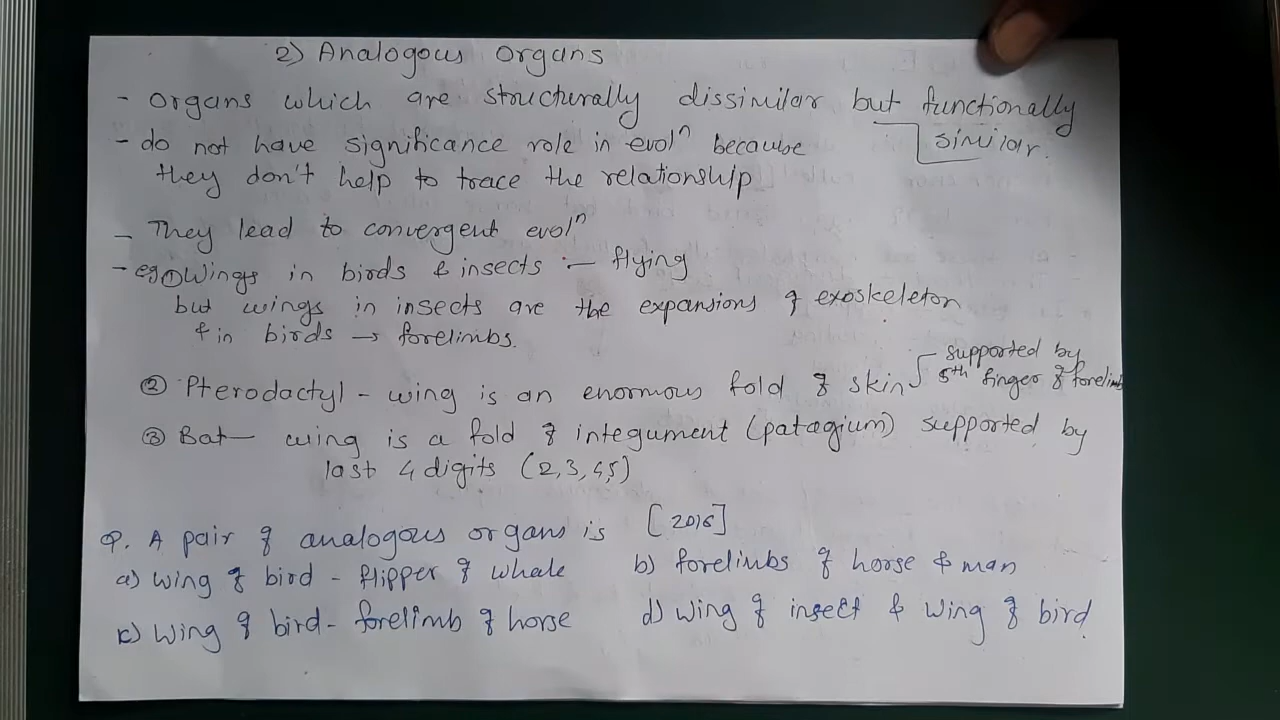 2) Analogous Organs
- Organs which are structurally dissimilar but functionally
similar.
- do not have significance role in evolⁿ because
they don't help to trace the relationship
- They lead to convergent evolⁿ
- eg ① Wings in birds & insects :- flying
but wings in insects are the expansions of exoskeleton
& in birds → forelimbs.
② Pterodactyl - wing is an enormous fold of skin
supported by
5th finger of forelimb
③ Bat - wing is a fold of integument (patagium) supported by
last 4 digits (2,3,4,5)
Q. A pair of analogous organs is [2016]
a) wing of bird - flipper of whale b) forelimbs of horse & man
c) Wing of bird - forelimb of horse d) Wing of insect & Wing of bird